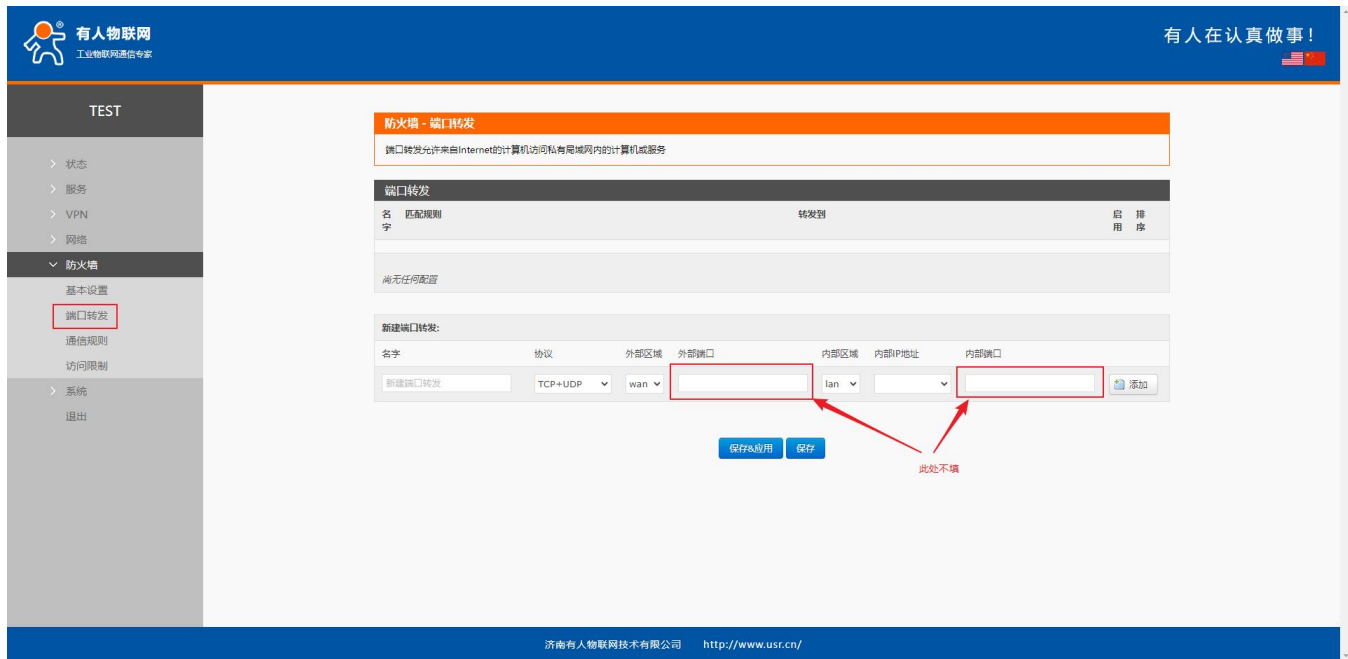 有人物联网
工业物联网通信专家
有人在认真做事!
TEST
状态
服务
VPN
网络
防火墙
基本设置
端口转发
通信规则
访问限制
系统
退出
防火墙 - 端口转发
端口转发允许来自Internet的计算机访问私有局域网内的计算机或服务
端口转发
名字 匹配规则 转发到 启用 排序
尚无任何配置
新建端口转发:
名字 协议 外部区域 外部端口 内部区域 内部IP地址 内部端口
新建端口转发 TCP+UDP wan lan 添加
保存&应用 保存
此处不填
济南有人物联网技术有限公司 http://www.usr.cn/